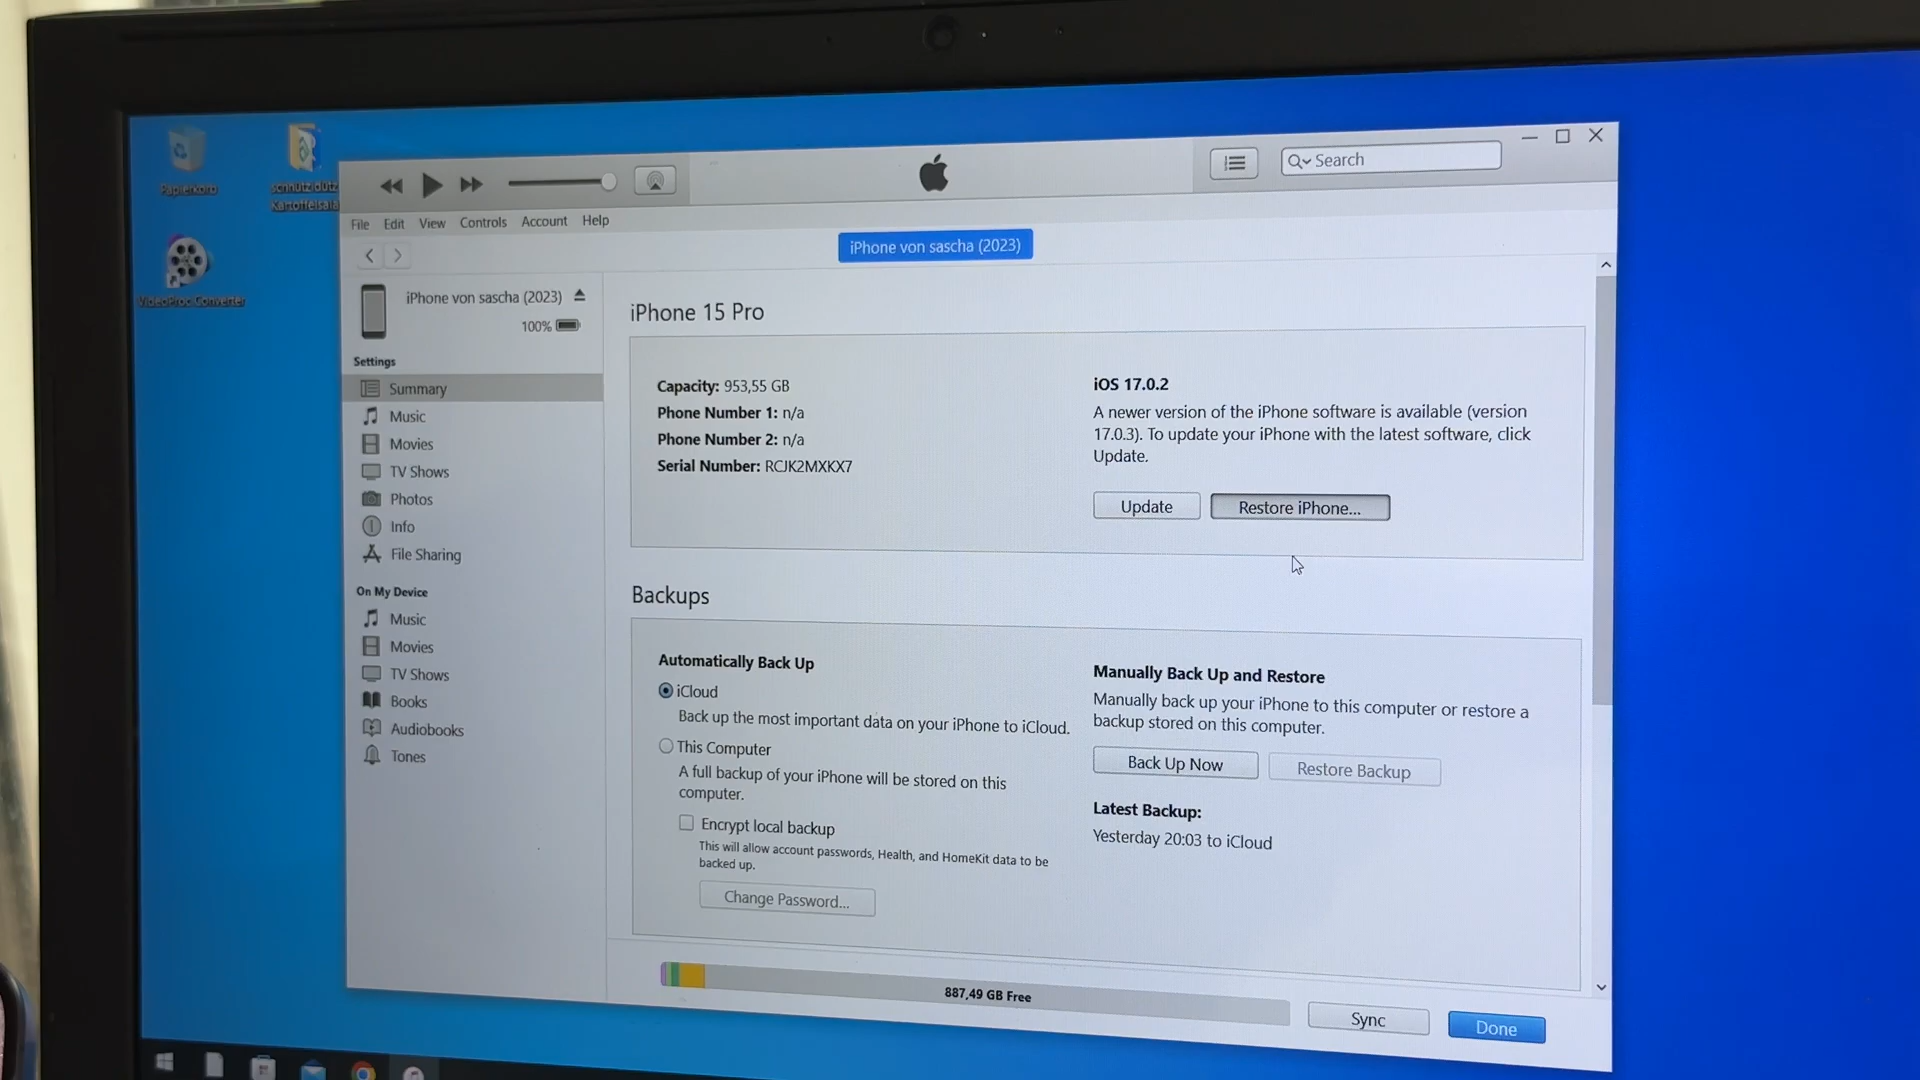 Papierkorb
schnutz dütz
Kartoffelsala
VideoProc Converter
Search
File Edit View Controls Account Help
iPhone von sascha (2023)
iPhone von sascha (2023)
100%
Settings
Summary
Music
Movies
TV Shows
Photos
Info
File Sharing
On My Device
Music
Movies
TV Shows
Books
Audiobooks
Tones
iPhone 15 Pro
Capacity: 953,55 GB
Phone Number 1: n/a
Phone Number 2: n/a
Serial Number: RCJK2MXKX7
iOS 17.0.2
A newer version of the iPhone software is available (version
17.0.3). To update your iPhone with the latest software, click
Update.
Update
Restore iPhone...
Backups
Automatically Back Up
iCloud
Back up the most important data on your iPhone to iCloud.
This Computer
A full backup of your iPhone will be stored on this
computer.
Encrypt local backup
This will allow account passwords, Health, and HomeKit data to be
backed up.
Change Password...
Manually Back Up and Restore
Manually back up your iPhone to this computer or restore a
backup stored on this computer.
Back Up Now
Restore Backup
Latest Backup:
Yesterday 20:03 to iCloud
887,49 GB Free
Sync
Done